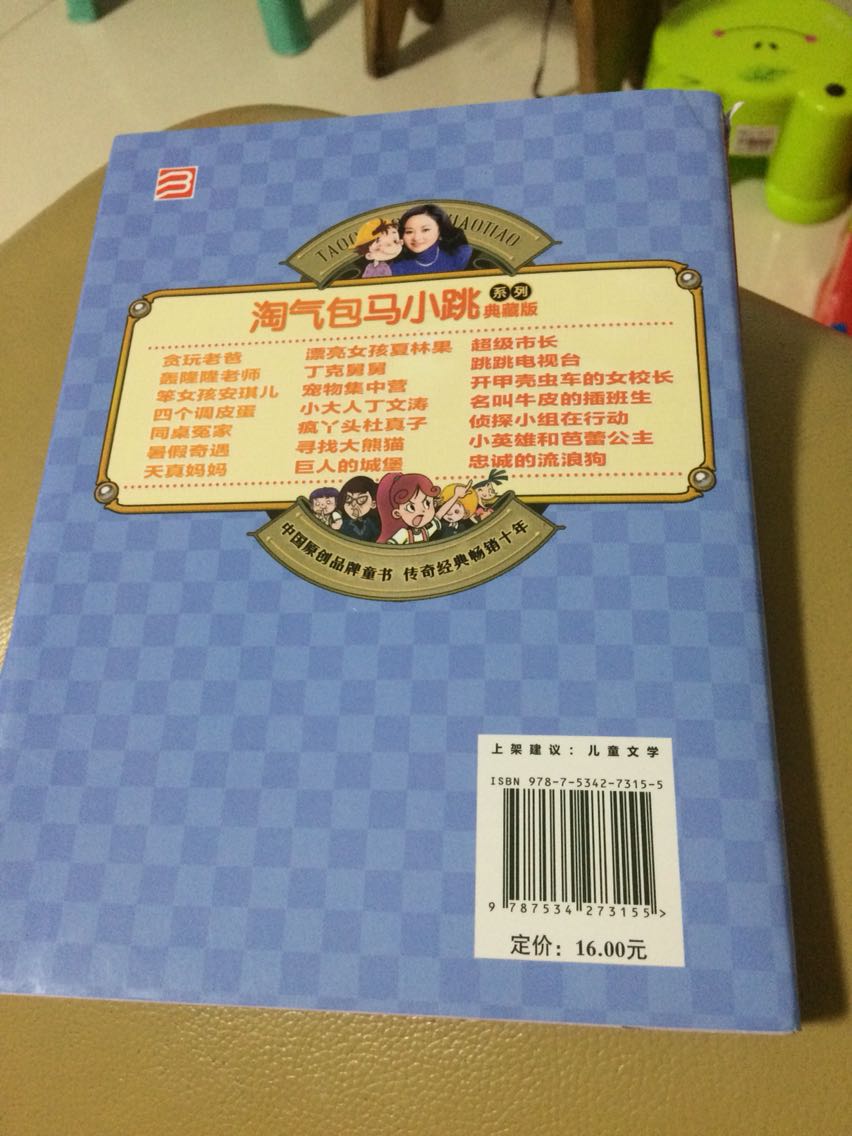 TAOQ
IAOTIAO
淘气包马小跳
系列
典藏版
贪玩老爸
轰隆隆老师
笨女孩安琪儿
四个调皮蛋
同桌冤家
暑假奇遇
天真妈妈
漂亮女孩夏林果
丁克舅舅
宠物集中营
小大人丁文涛
疯丫头杜真子
寻找大熊猫
巨人的城堡
超级市长
跳跳电视台
开甲壳虫车的女校长
名叫牛皮的插班生
侦探小组在行动
小英雄和芭蕾公主
忠诚的流浪狗
中国原创品牌童书 传奇经典畅销十年
上架建议：儿童文学
ISBN 978-7-5342-7315-5
9 787534 273155 >
定价：16.00元